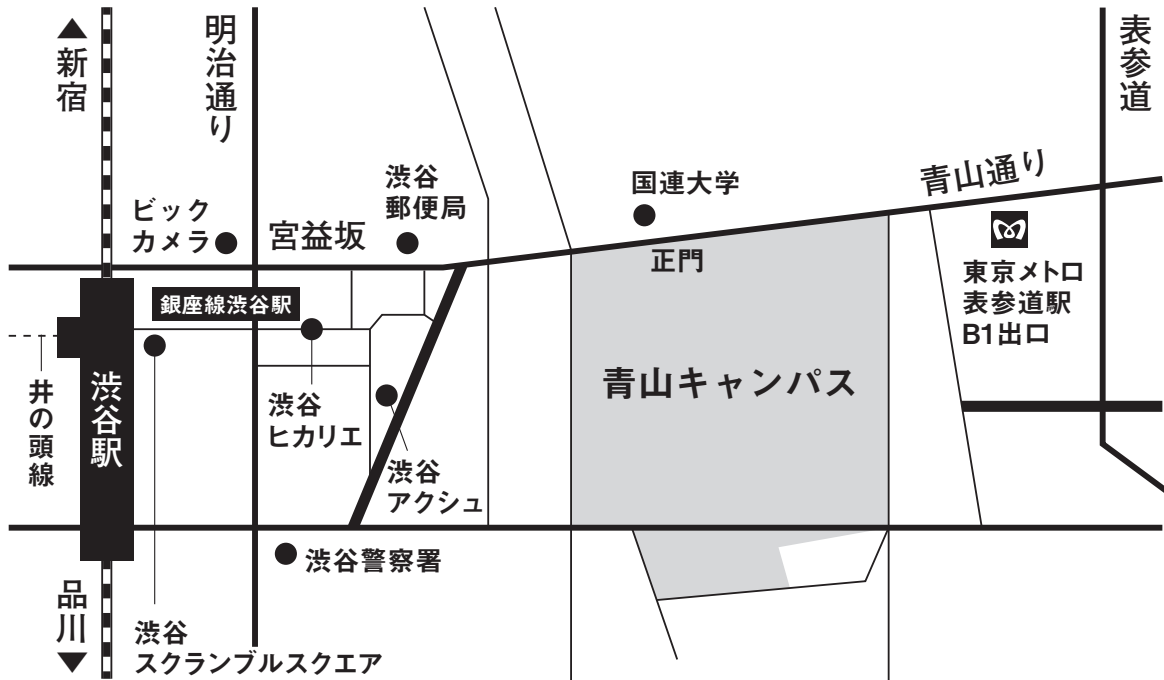 ▲新宿
明治通り
表参道
青山通り
国連大学
渋谷
郵便局
ビック
カメラ
宮益坂
正門
東京メトロ
表参道駅
B1出口
銀座線渋谷駅
青山キャンパス
渋谷駅
井の頭線
渋谷
ヒカリエ
渋谷
アクシュ
渋谷警察署
品川▼
渋谷
スクランブルスクエア